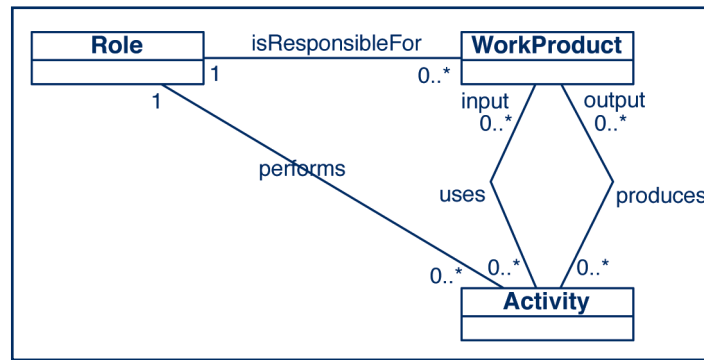 Role
isResponsibleFor
WorkProduct
1
0..*
1
input
output
0..*
0..*
performs
uses
produces
0..*
0..*
0..*
Activity